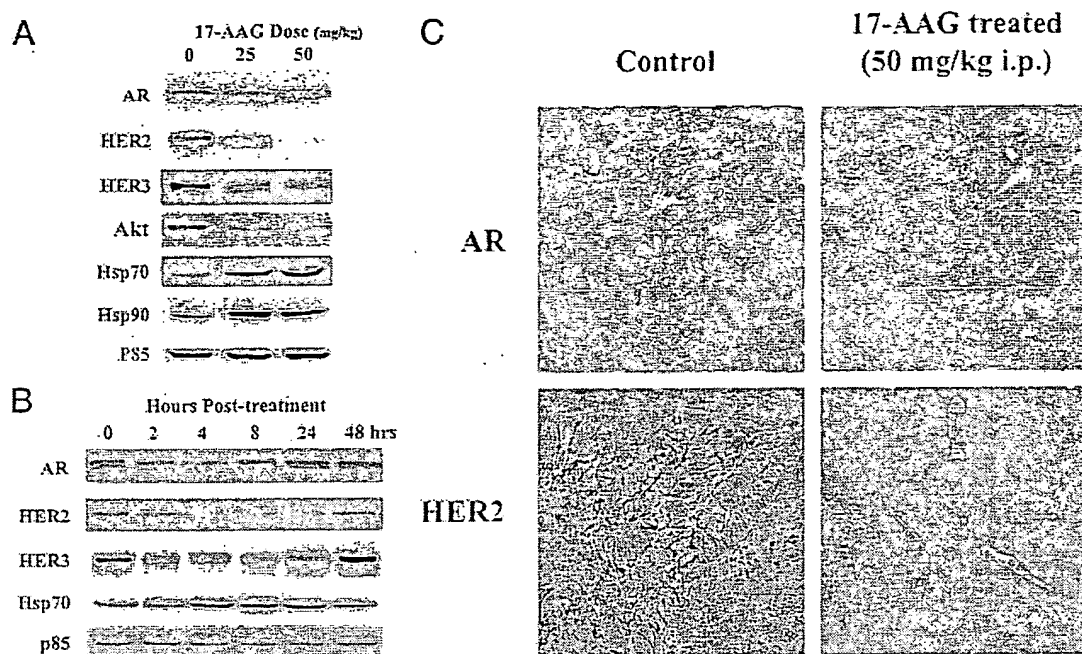 A
17-AAG Dose (mg/kg)
0 25 50
AR
HER2
HER3
Akt
Hsp70
Hsp90
P85
B
Hours Post-treatment
0 2 4 8 24 48 hrs
AR
HER2
HER3
Hsp70
p85
C
Control
17-AAG treated
(50 mg/kg i.p.)
AR
HER2